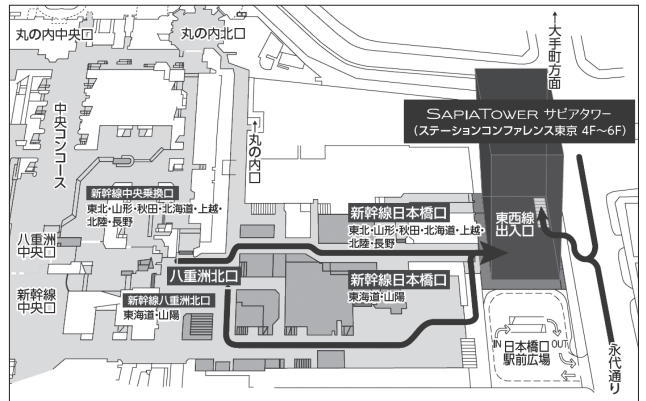 丸の内中央口
丸の内北口
↑大手町方面
SAPIATOWER サピアタワー
(ステーションコンファレンス東京 4F～6F)
中央コンコース
↑丸の内口
新幹線中央乗換口
東北・山形・秋田・北海道・上越・
北陸・長野
新幹線日本橋口
東北・山形・秋田・北海道・上越・
北陸・長野
東西線
出入口
八重洲
中央口
八重洲北口
新幹線日本橋口
東海道・山陽
新幹線
中央口
新幹線八重洲北口
東海道・山陽
IN
日本橋口
駅前広場
OUT
永代通り